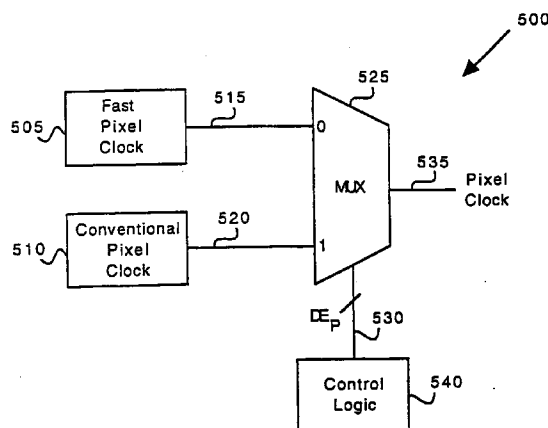 500
525
Fast
Pixel
Clock
505
515
0
MUX
535
Pixel
Clock
Conventional
Pixel
Clock
510
520
1
DEP
530
Control
Logic
540